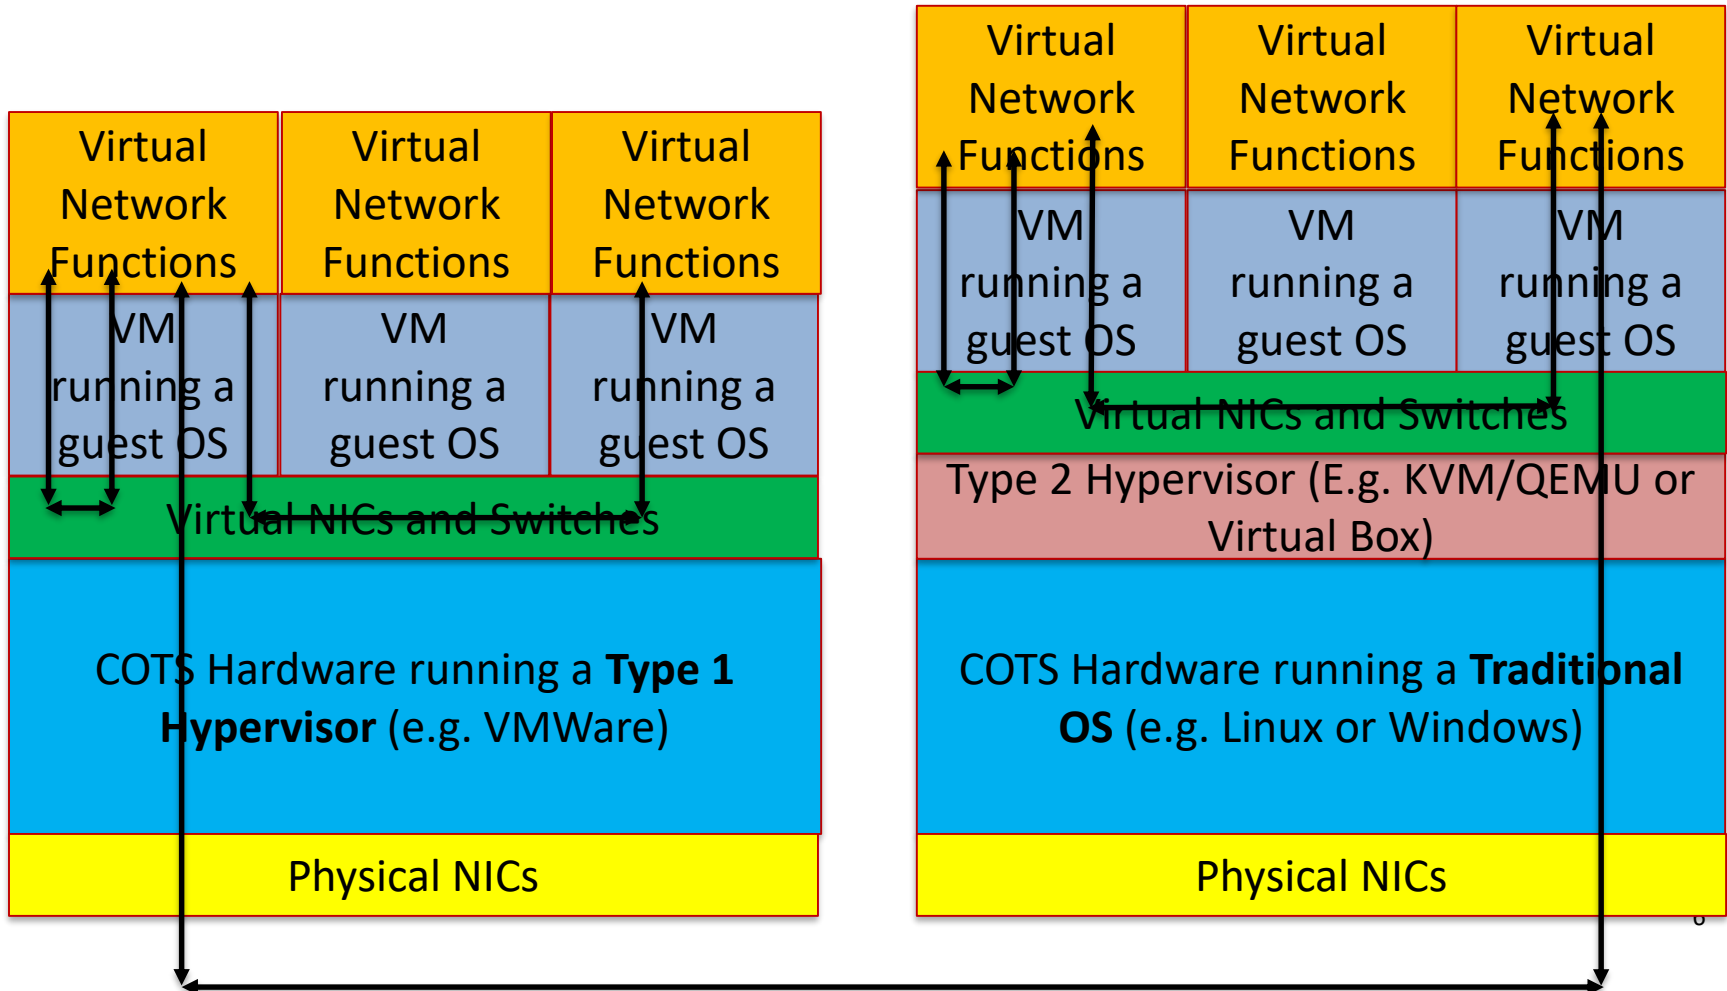 Virtual
Network
Functions
Virtual
Network
Functions
Virtual
Network
Functions
VM
running a
guest OS
VM
running a
guest OS
VM
running a
guest OS
Virtual NICs and Switches
COTS Hardware running a Type 1
Hypervisor (e.g. VMWare)
Physical NICs
Virtual
Network
Functions
Virtual
Network
Functions
Virtual
Network
Functions
VM
running a
guest OS
VM
running a
guest OS
VM
running a
guest OS
Virtual NICs and Switches
Type 2 Hypervisor (E.g. KVM/QEMU or
Virtual Box)
COTS Hardware running a Traditional
OS (e.g. Linux or Windows)
Physical NICs